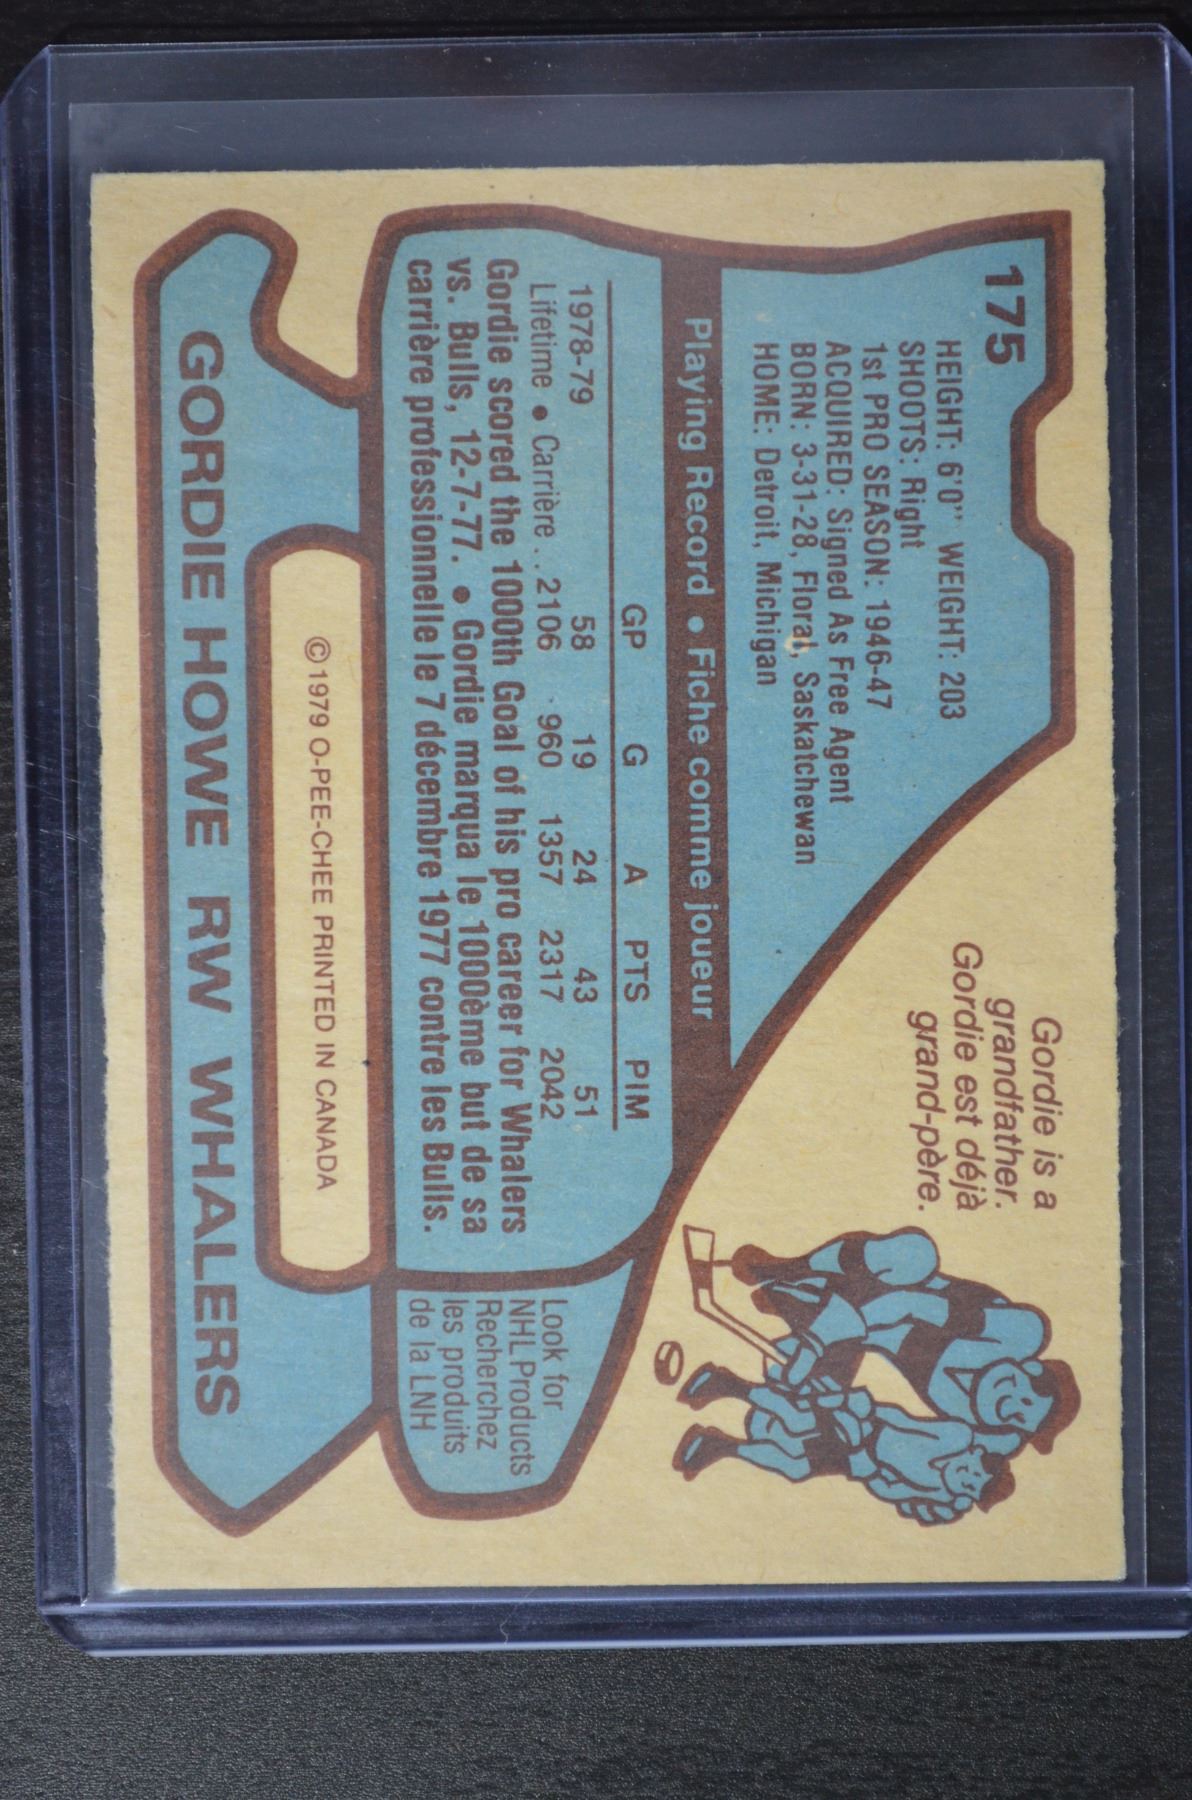 175
HEIGHT: 6'0" WEIGHT: 203
SHOOTS: Right
1st PRO SEASON: 1946-47
ACQUIRED: Signed As Free Agent
BORN: 3-31-28, Floral, Saskatchewan
HOME: Detroit, Michigan
Gordie is a
grandfather.
Gordie est déjà
grand-père.
Playing Record • Fiche comme joueur
GP G A PTS PIM
1978-79 58 19 24 43 51
Lifetime • Carrière .. 2106 960 1357 2317 2042
Gordie scored the 1000th Goal of his pro career for Whalers
vs. Bulls, 12-7-77. • Gordie marqua le 1000ème but de sa
carrière professionnelle le 7 décembre 1977 contre les Bulls.
Look for
NHL Products
Recherchez
les produits
de la LNH
© 1979 O-PEE-CHEE PRINTED IN CANADA
GORDIE HOWE RW WHALERS